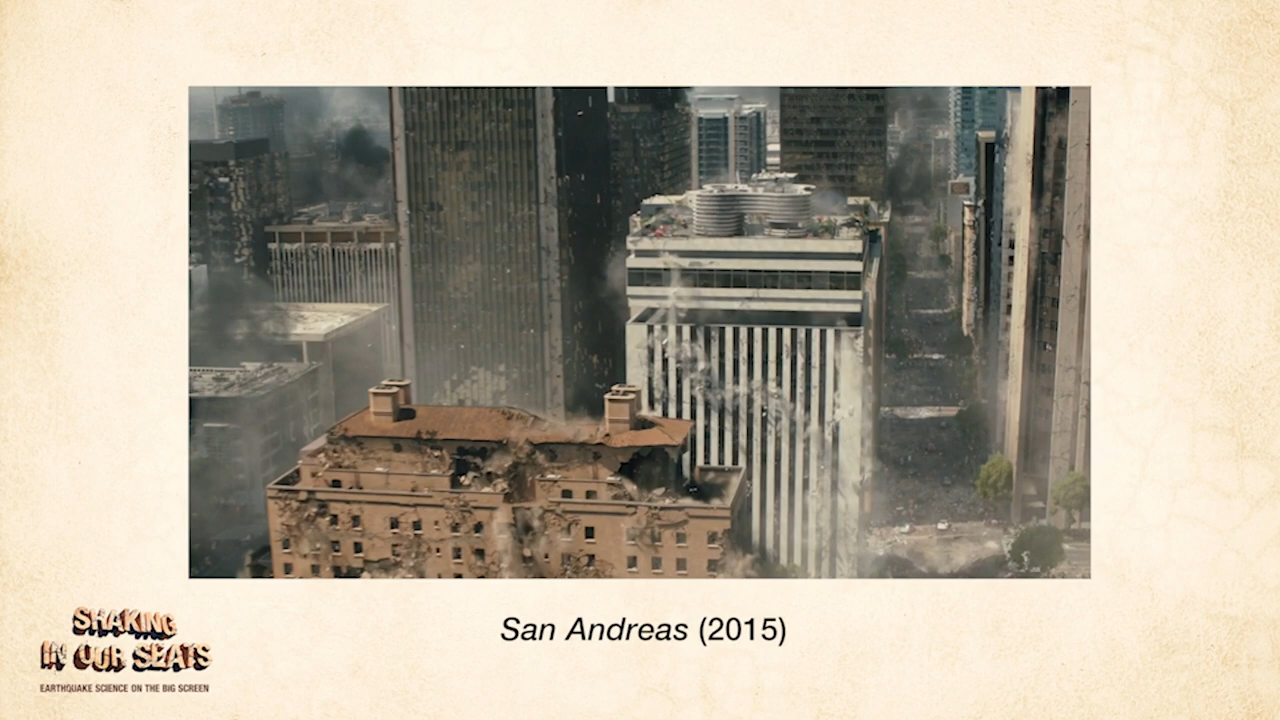 San Andreas (2015)
SHAKING
IN OUR SEATS
EARTHQUAKE SCIENCE ON THE BIG SCREEN